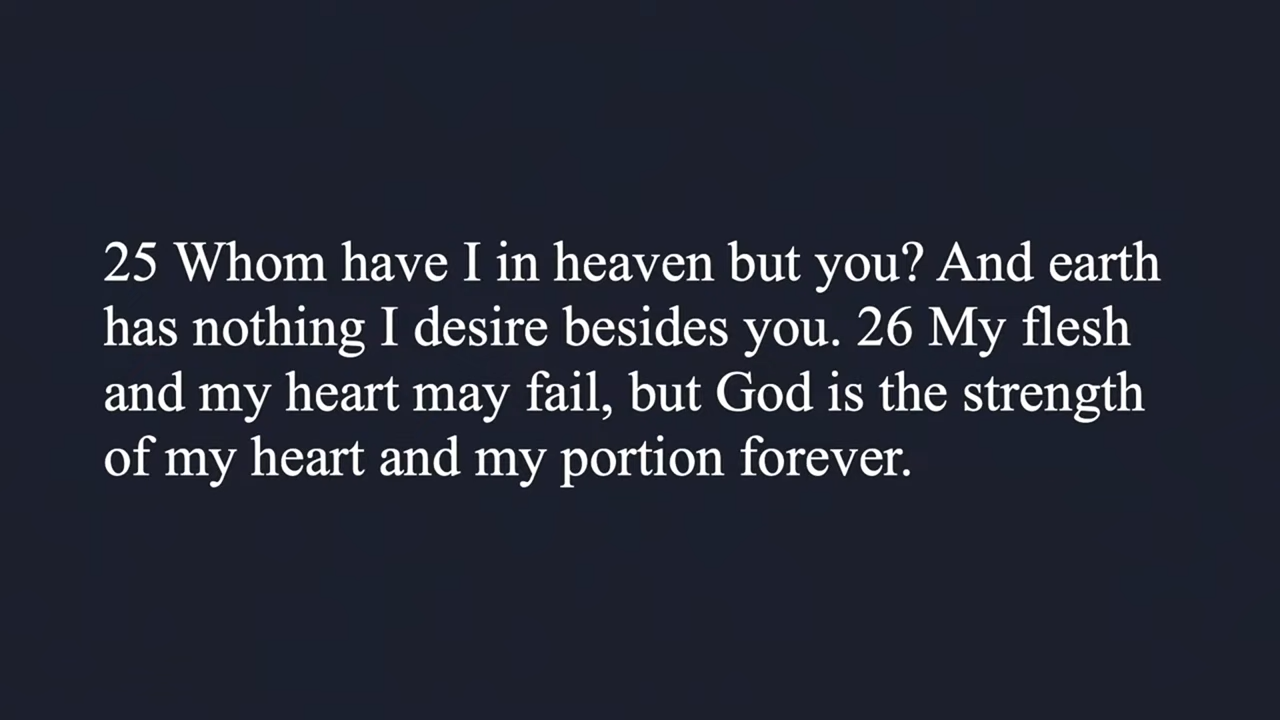 25 Whom have I in heaven but you? And earth
has nothing I desire besides you. 26 My flesh
and my heart may fail, but God is the strength
of my heart and my portion forever.